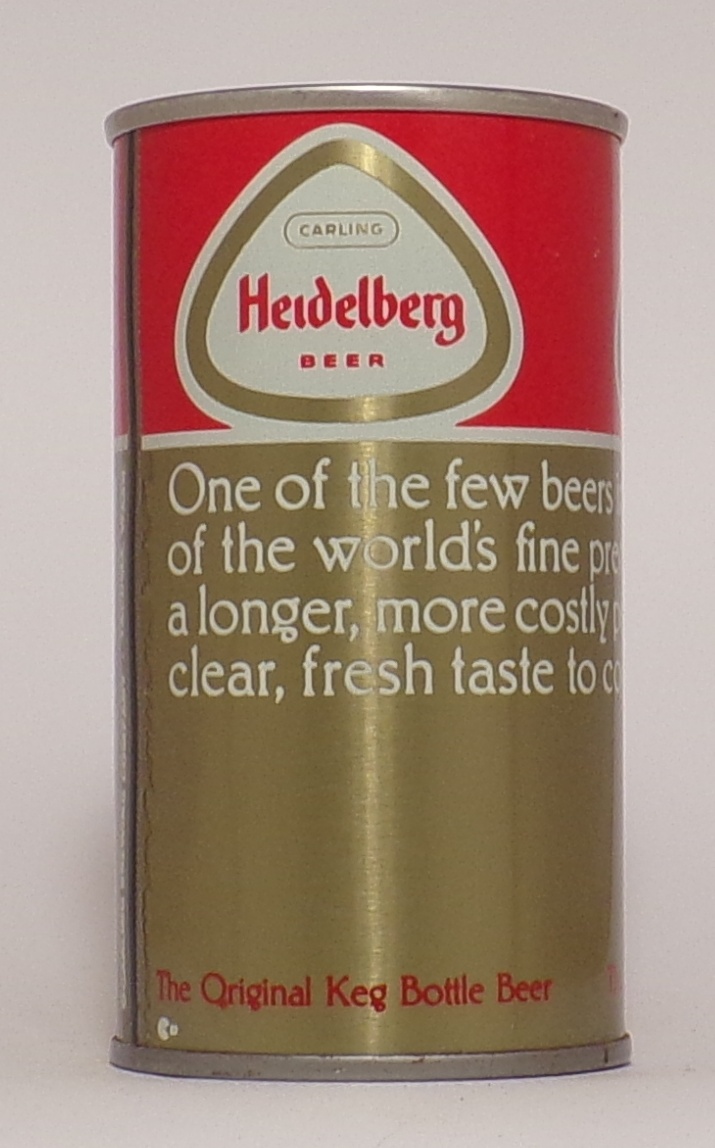 CARLING
Heidelberg
BEER
One of the few beers
of the world's fine
a longer, more costly
clear, fresh taste to
The Original Keg Bottle Beer